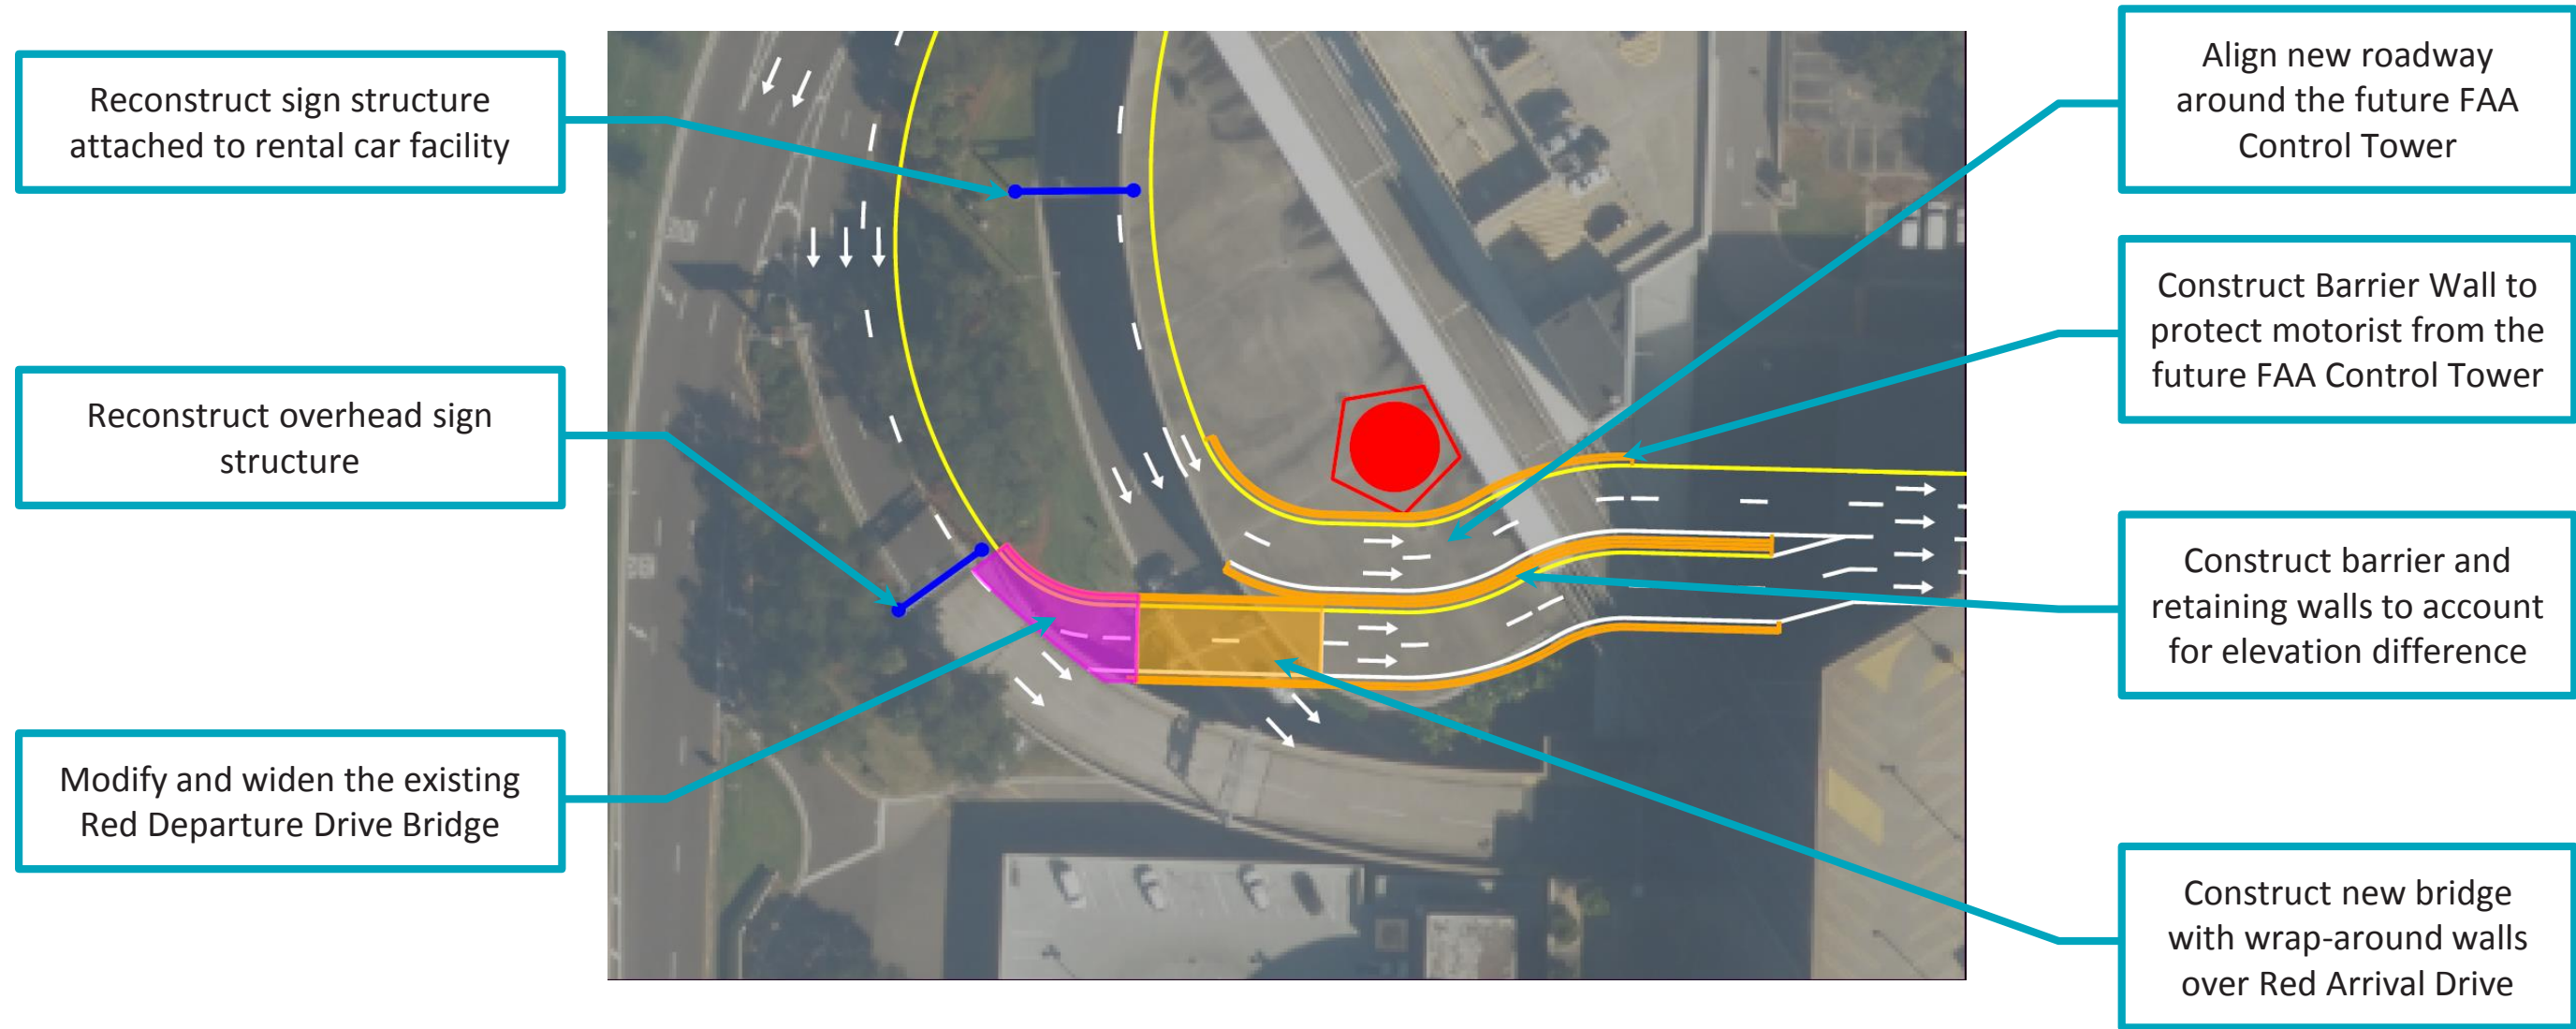 Reconstruct sign structure
attached to rental car facility
Reconstruct overhead sign
structure
Modify and widen the existing
Red Departure Drive Bridge
Align new roadway
around the future FAA
Control Tower
Construct Barrier Wall to
protect motorist from the
future FAA Control Tower
Construct barrier and
retaining walls to account
for elevation difference
Construct new bridge
with wrap-around walls
over Red Arrival Drive